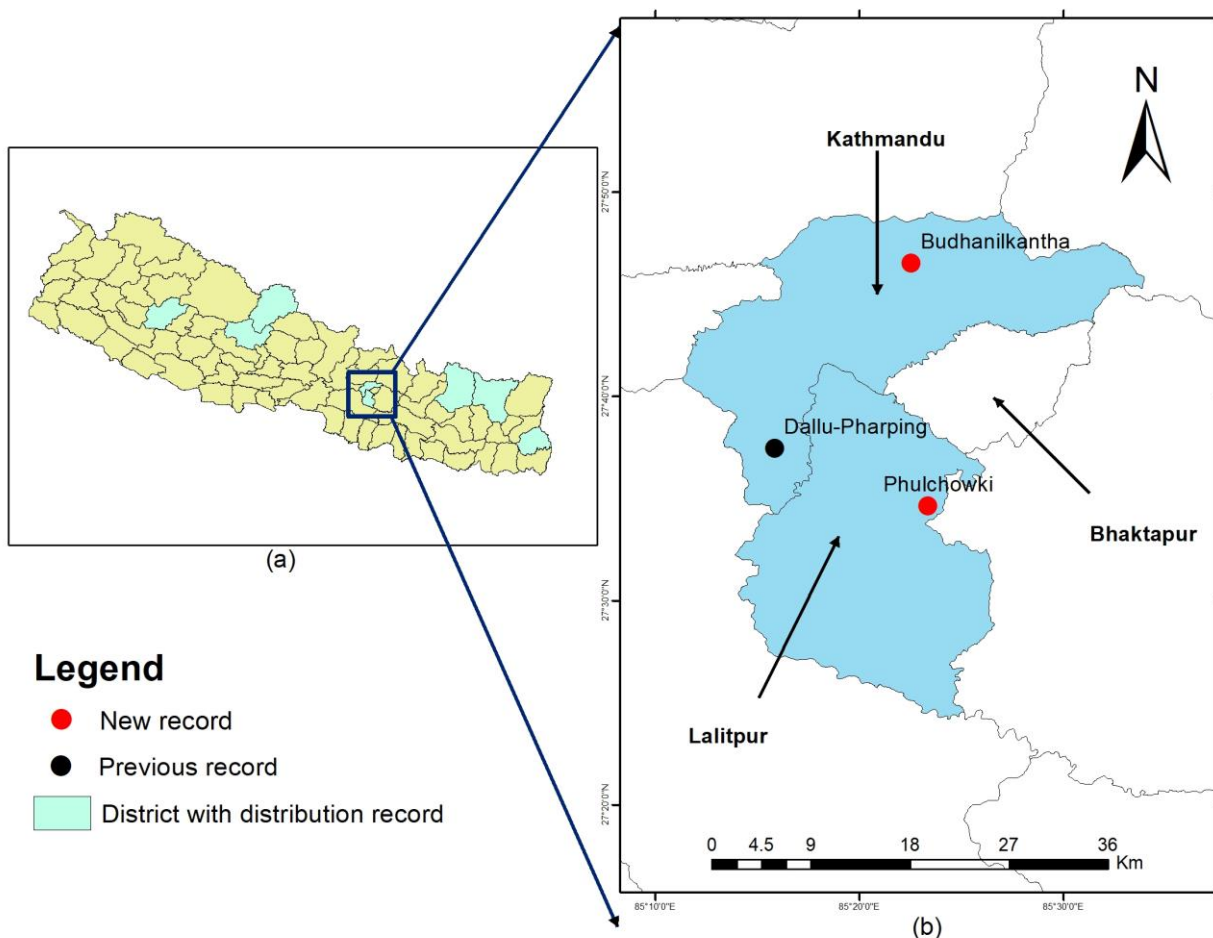 (a)
Legend
New record
Previous record
District with distribution record
N
Kathmandu
Budhanilkantha
Dallu-Pharping
Phulchowki
Bhaktapur
Lalitpur
27°50'0"N
27°40'0"N
27°30'0"N
27°20'0"N
0 4.5 9 18 27 36
Km
85°10'0"E 85°20'0"E 85°30'0"E
(b)